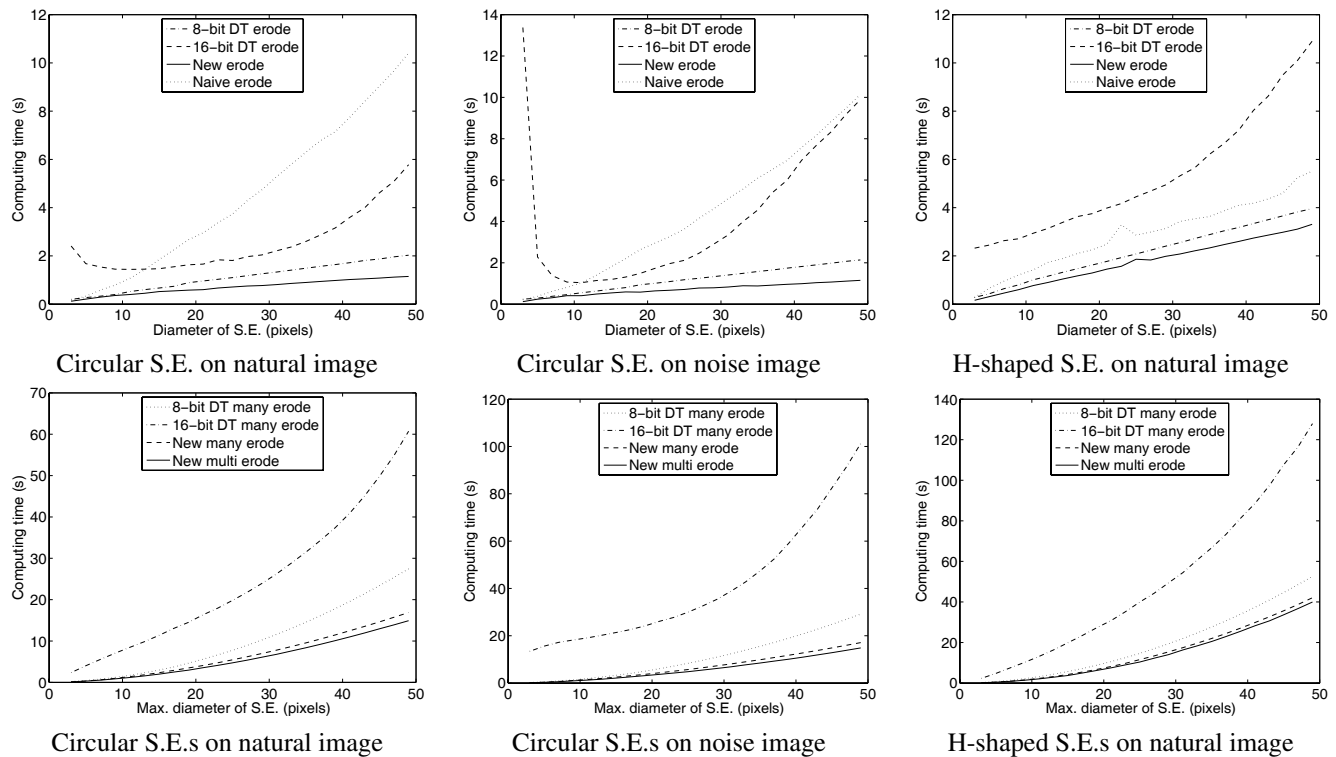 12
10
8
6
4
2
0
Computing time (s)
8-bit DT erode
16-bit DT erode
New erode
Naive erode
0 10 20 30 40 50
Diameter of S.E. (pixels)
Circular S.E. on natural image
14
12
10
8
6
4
2
0
Computing time (s)
8-bit DT erode
16-bit DT erode
New erode
Naive erode
0 10 20 30 40 50
Diameter of S.E. (pixels)
Circular S.E. on noise image
12
10
8
6
4
2
0
Computing time (s)
8-bit DT erode
16-bit DT erode
New erode
Naive erode
0 10 20 30 40 50
Diameter of S.E. (pixels)
H-shaped S.E. on natural image
70
60
50
40
30
20
10
0
Computing time (s)
8-bit DT many erode
16-bit DT many erode
New many erode
New multi erode
0 10 20 30 40 50
Max. diameter of S.E. (pixels)
Circular S.E.s on natural image
120
100
80
60
40
20
0
Computing time (s)
8-bit DT many erode
16-bit DT many erode
New many erode
New multi erode
0 10 20 30 40 50
Max. diameter of S.E. (pixels)
Circular S.E.s on noise image
140
120
100
80
60
40
20
0
Computing time (s)
8-bit DT many erode
16-bit DT many erode
New many erode
New multi erode
0 10 20 30 40 50
Max. diameter of S.E. (pixels)
H-shaped S.E.s on natural image